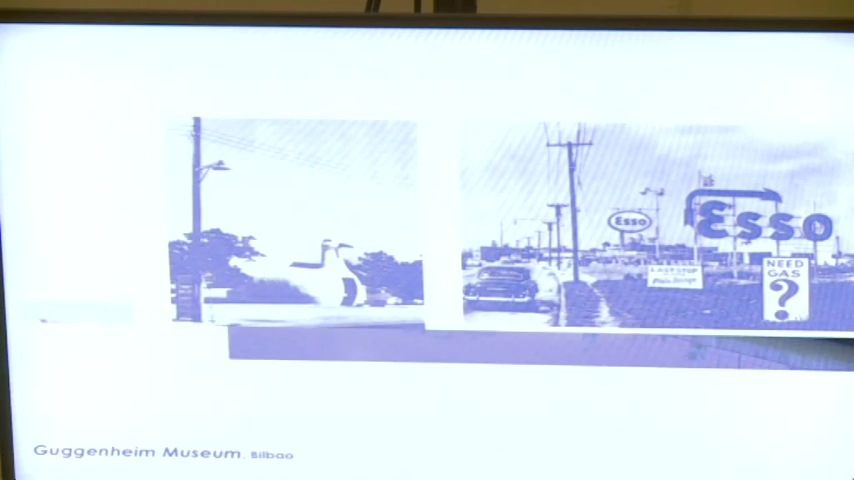 Esso
Esso
LAST STOP
NEED
GAS
?
Guggenheim Museum, Bilbao